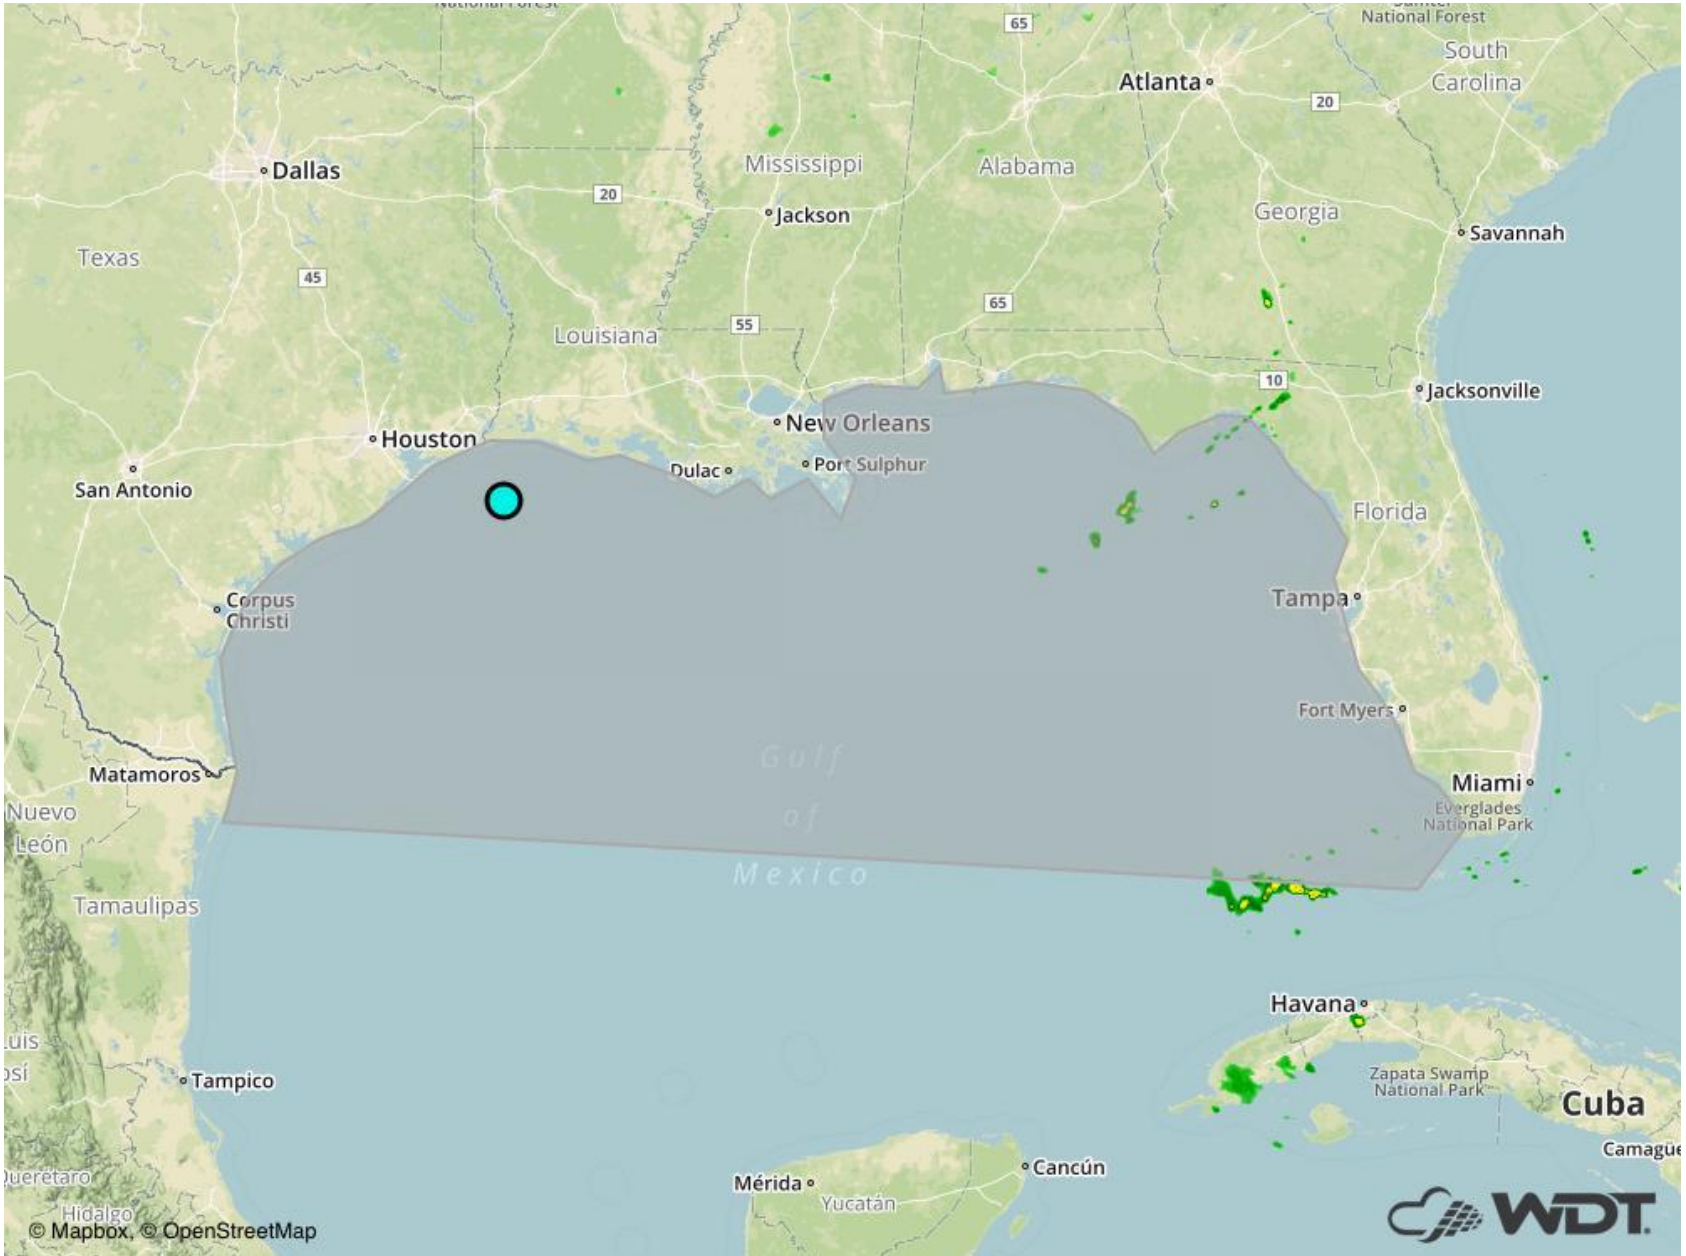 National Forest
65
National Forest
South
Carolina
Atlanta
20
Dallas
20
Mississippi
Alabama
Jackson
Georgia
Savannah
Texas
45
65
Louisiana
55
10
Jacksonville
New Orleans
Houston
Dulac
Port Sulphur
San Antonio
Florida
Corpus
Christi
Tampa
Fort Myers
Gulf
of
Mexico
Matamoros
Miami
Everglades
National Park
Nuevo
León
Tamaulipas
Havana
Zapata Swamp
National Park
Cuba
Tampico
Cancún
Mérida
Yucatán
Hidalgo
© Mapbox, © OpenStreetMap
WDT